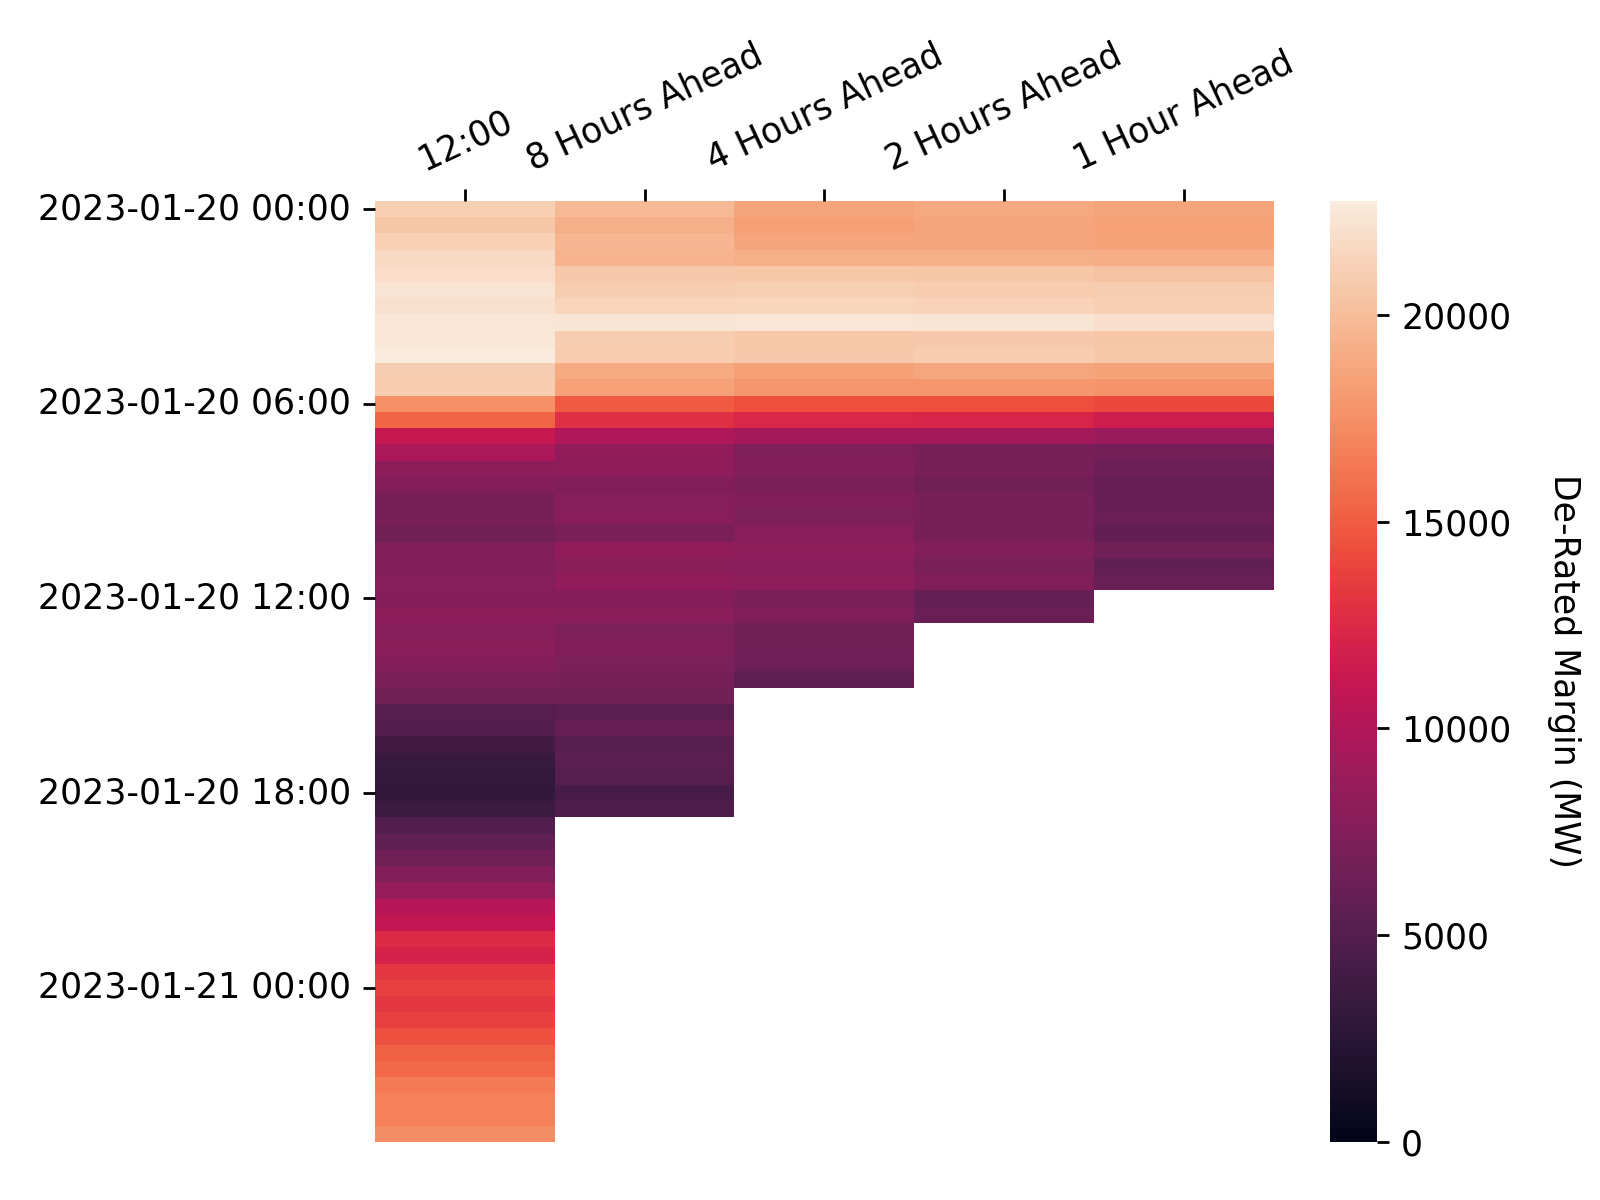 12:00
8 Hours Ahead
4 Hours Ahead
2 Hours Ahead
1 Hour Ahead
2023-01-20 00:00
2023-01-20 06:00
2023-01-20 12:00
2023-01-20 18:00
2023-01-21 00:00
20000
15000
10000
5000
0
De-Rated Margin (MW)